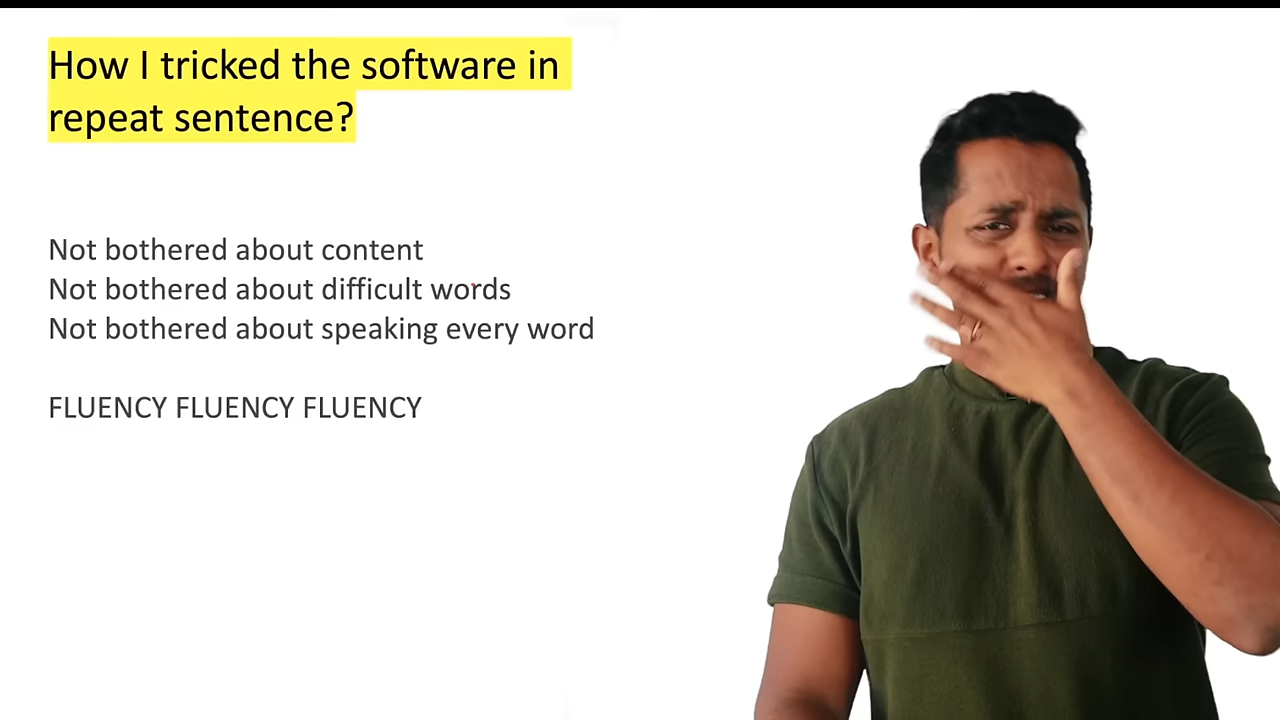 How I tricked the software in
repeat sentence?
Not bothered about content
Not bothered about difficult words
Not bothered about speaking every word
FLUENCY FLUENCY FLUENCY